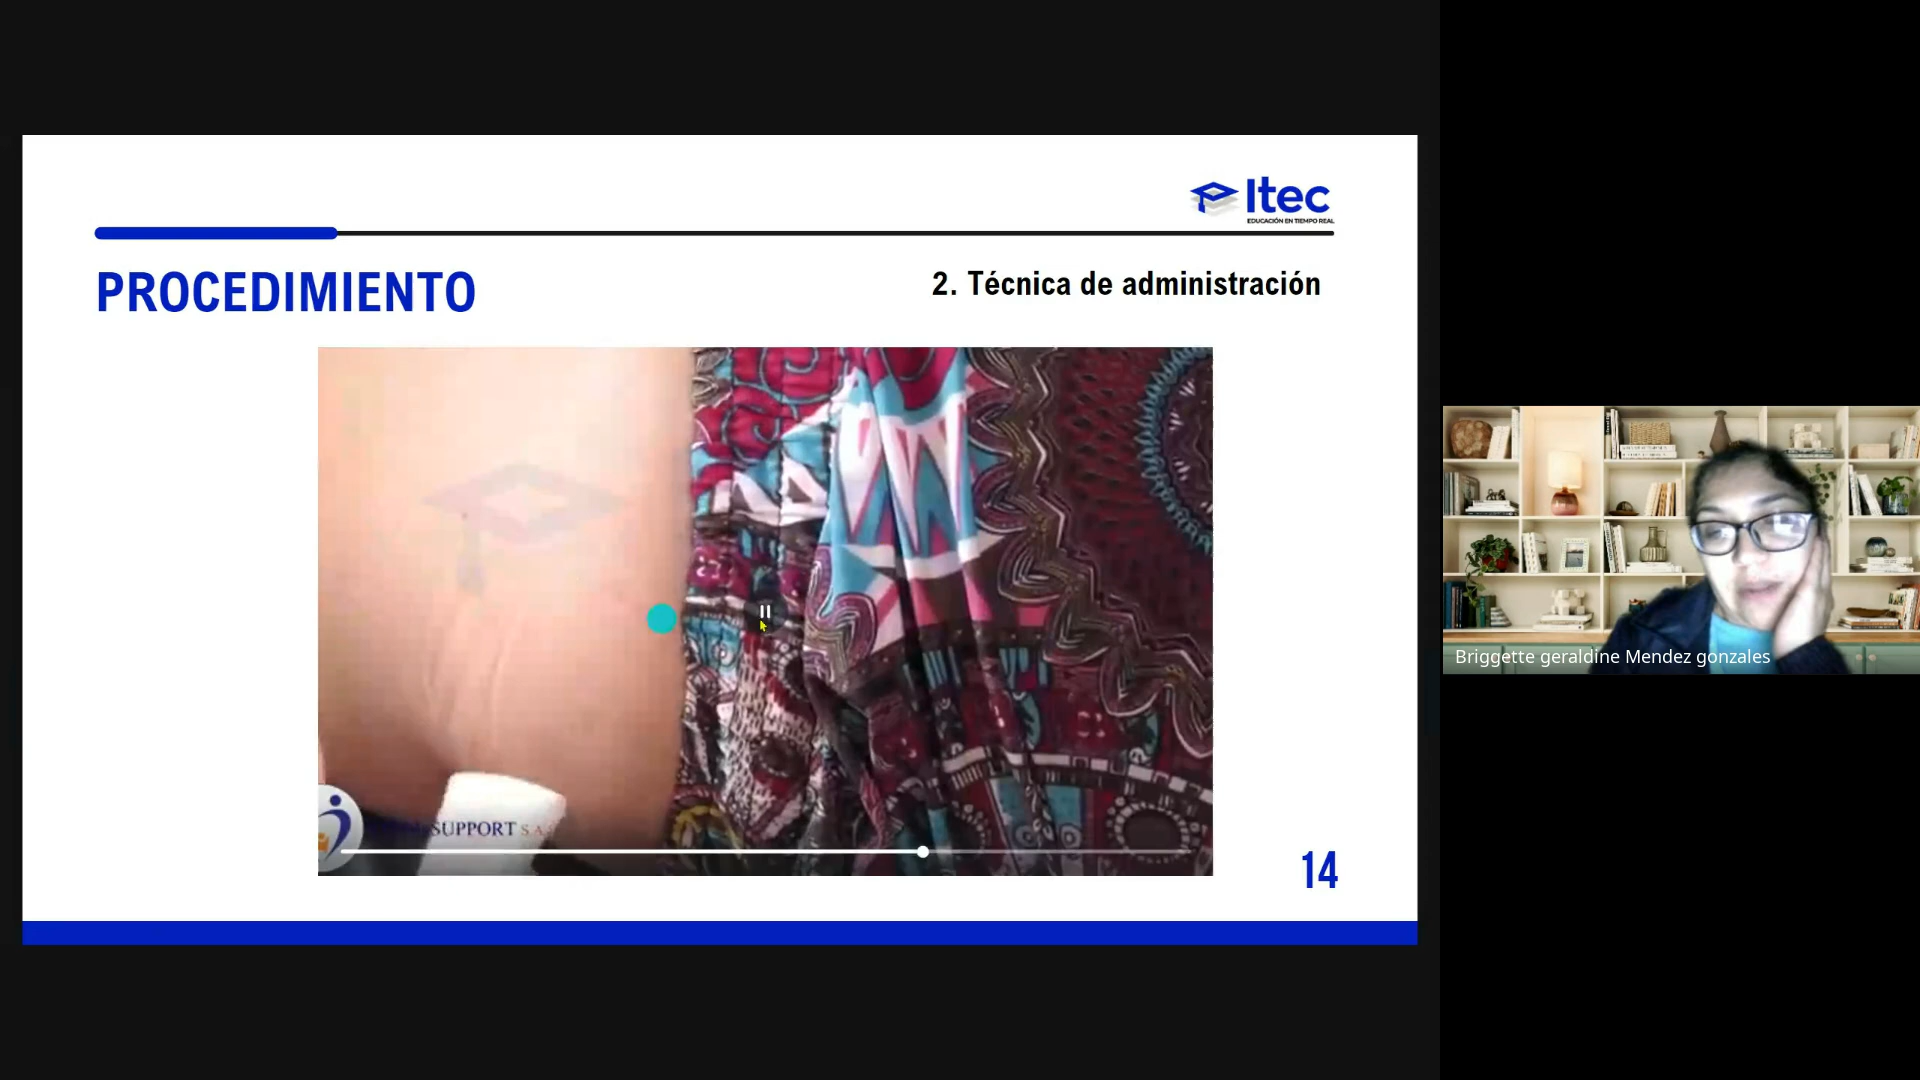 Itec
EDUCACIÓN EN TIEMPO REAL
PROCEDIMIENTO
2. Técnica de administración
SUPPORT S.A.S
14
Briggette geraldine Mendez gonzales